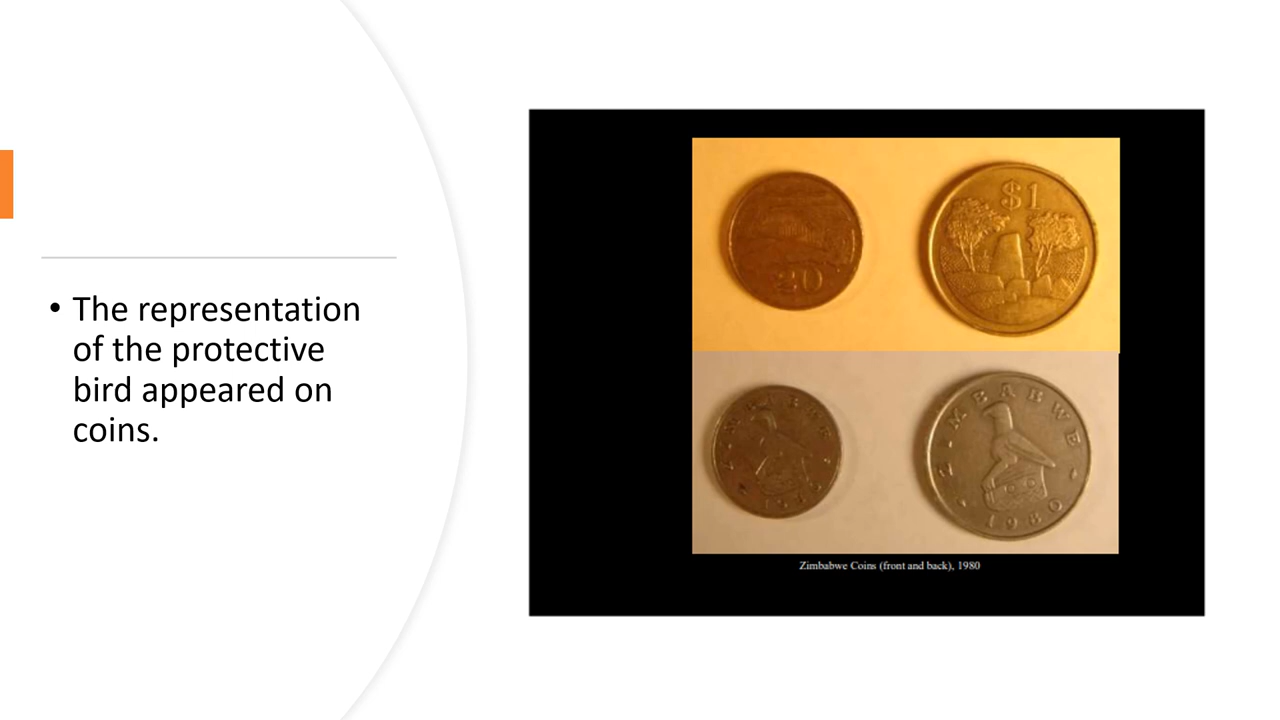 • The representation
of the protective
bird appeared on
coins.
$1
20
ZIMBABWE
1980
ZIMBABWE
1980
Zimbabwe Coins (front and back), 1980